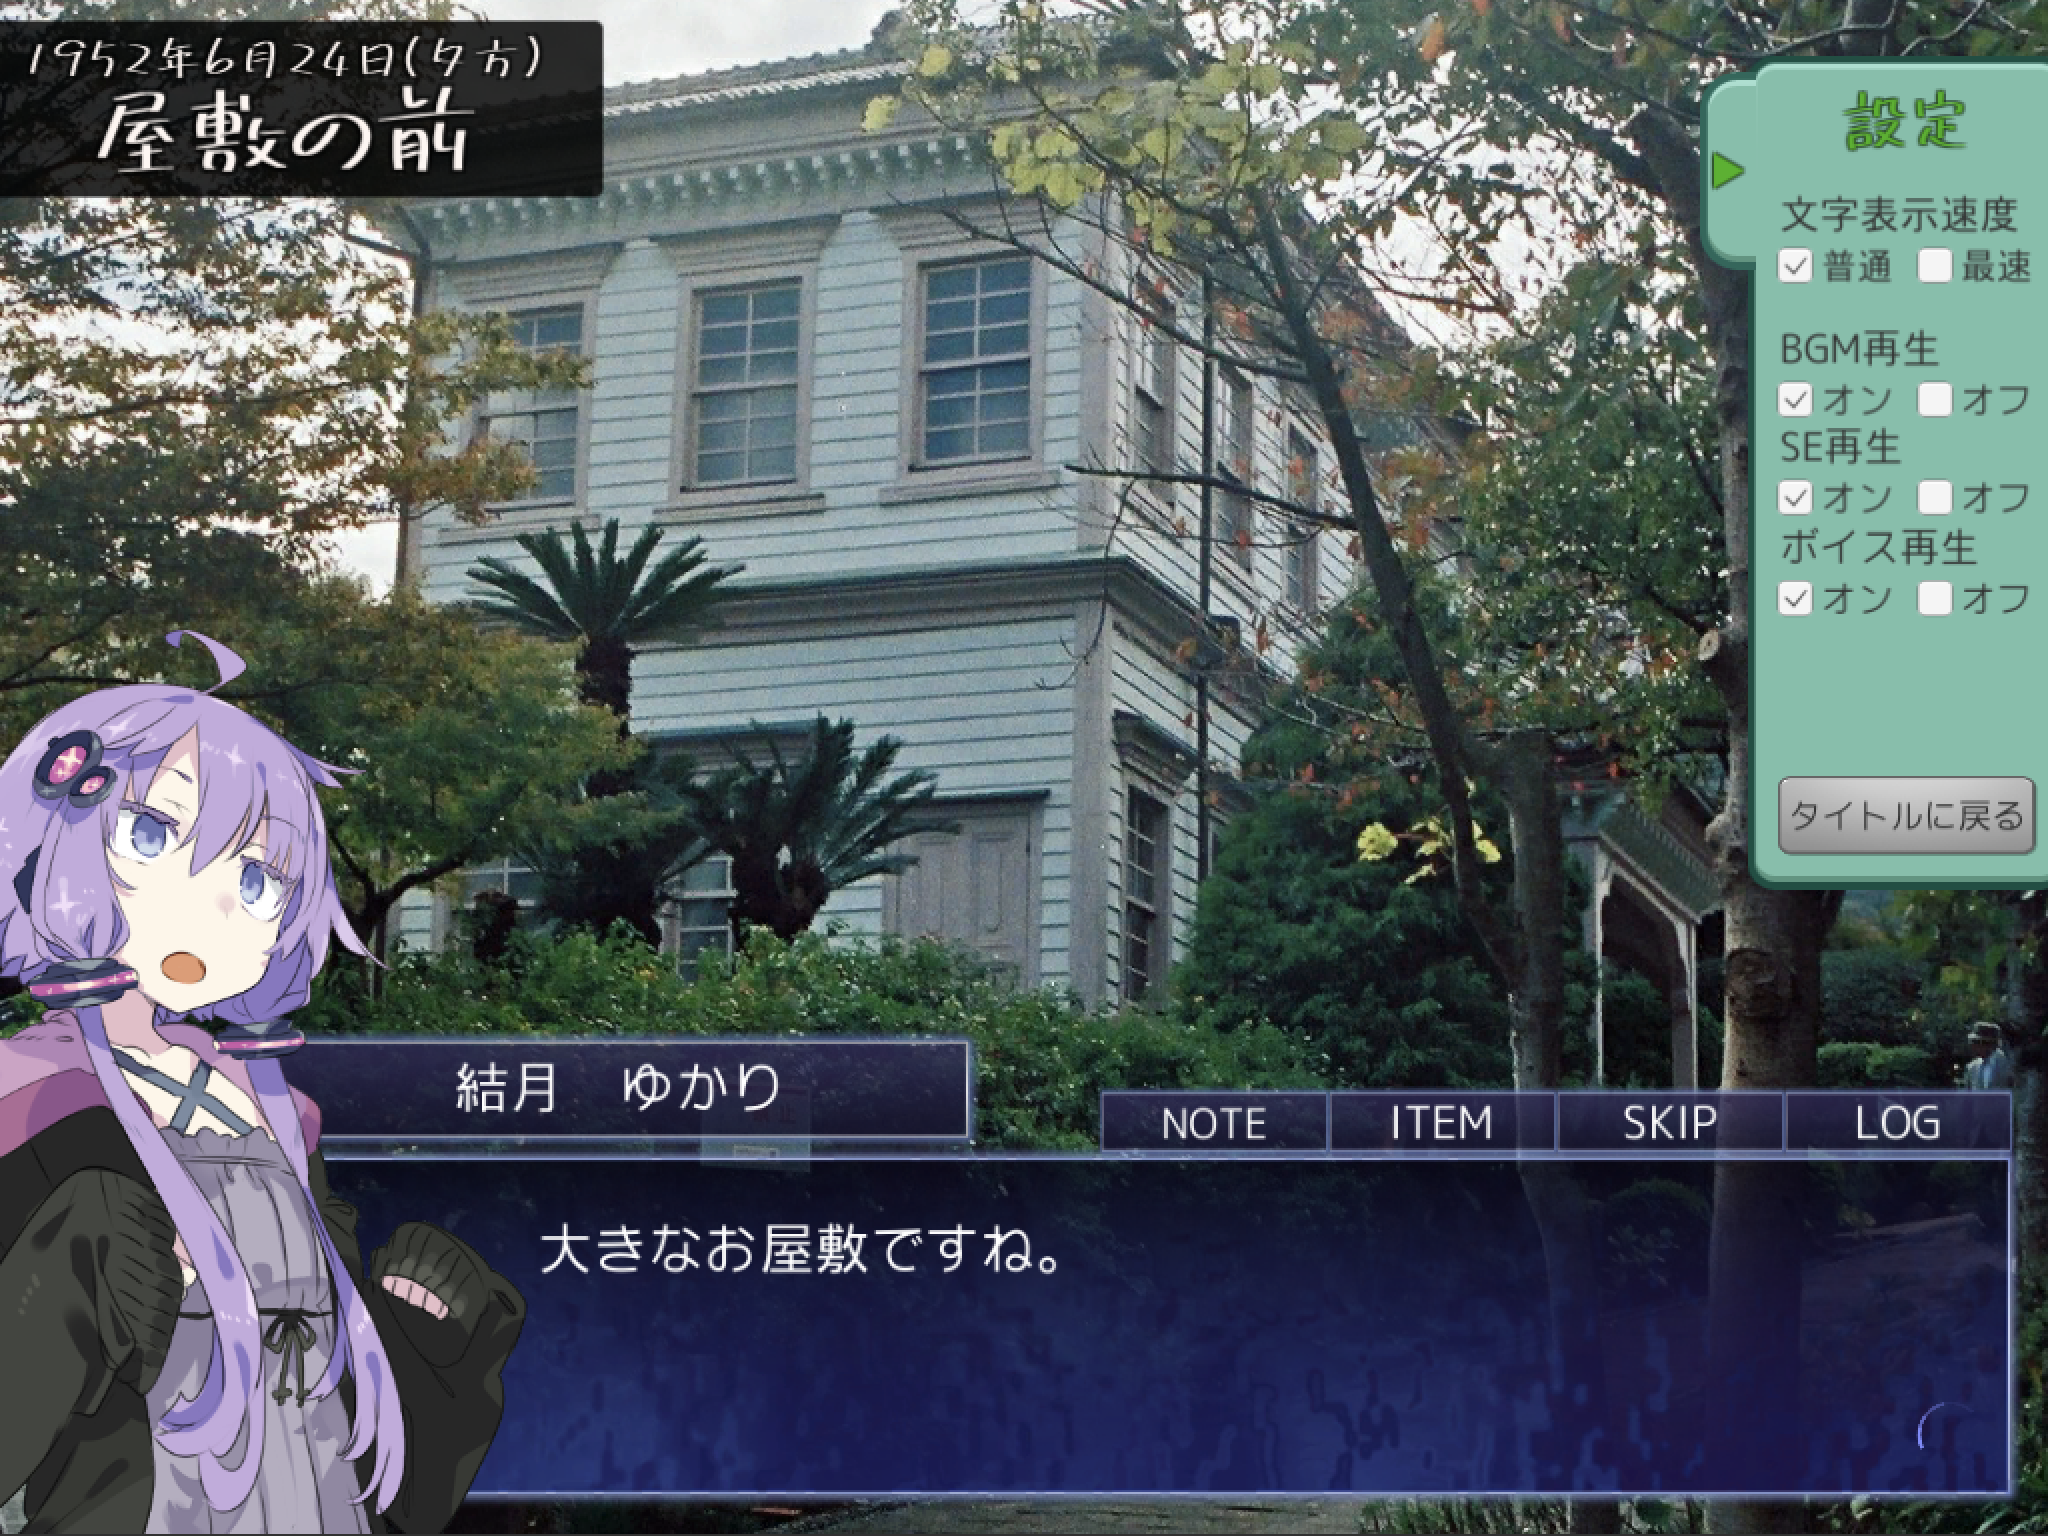 1952年6月24日(夕方)
屋敷の前
設定
文字表示速度
普通 最速
BGM再生
オン オフ
SE再生
オン オフ
ボイス再生
オン オフ
タイトルに戻る
結月 ゆかり
NOTE ITEM SKIP LOG
大きなお屋敷ですね。